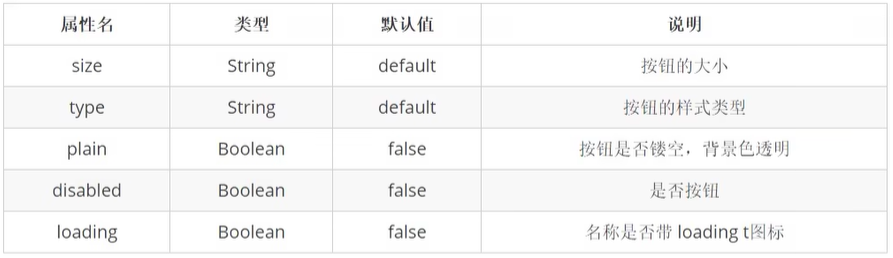 属性名 类型 默认值 说明
size String default 按钮的大小
type String default 按钮的样式类型
plain Boolean false 按钮是否镂空，背景色透明
disabled Boolean false 是否按钮
loading Boolean false 名称是否带 loading t图标